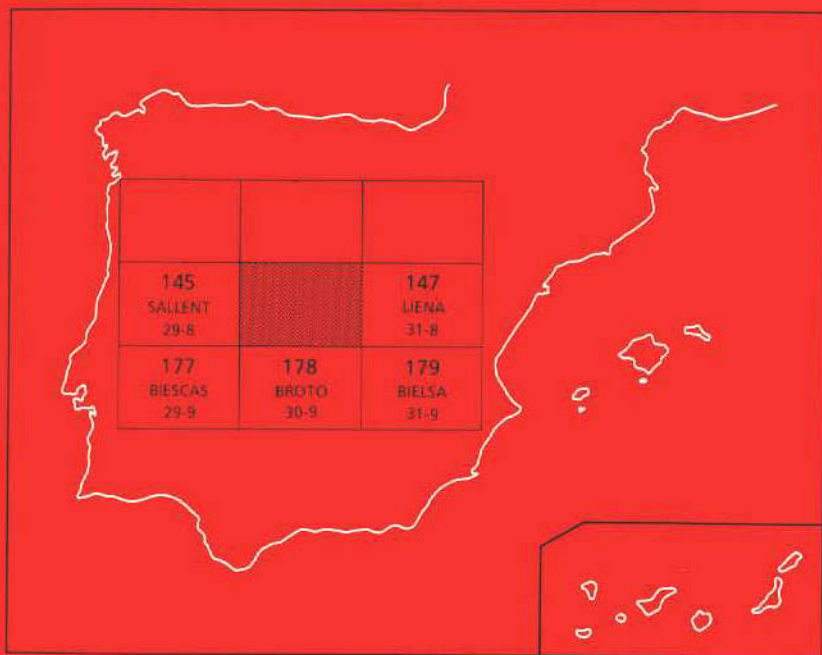 145
SALLENT
29-8
147
LIENA
31-8
177
BIESCAS
29-9
178
BROTO
30-9
179
BIELSA
31-9